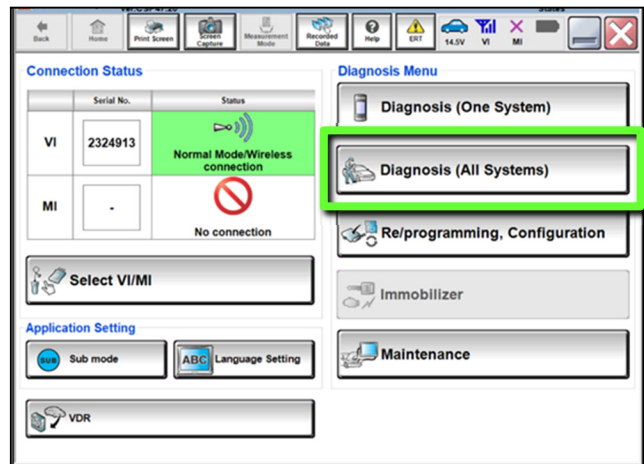 Back
Home
Print Screen
Screen Capture
Measurement Mode
Recorded Data
Help
ERT
14.5V
VI
MI
Connection Status
Serial No.
Status
VI
2324913
Normal Mode/Wireless
connection
MI
-
No connection
Select VI/MI
Application Setting
SUB
Sub mode
ABC
Language Setting
VDR
Diagnosis Menu
Diagnosis (One System)
Diagnosis (All Systems)
Re/programming, Configuration
Immobilizer
Maintenance